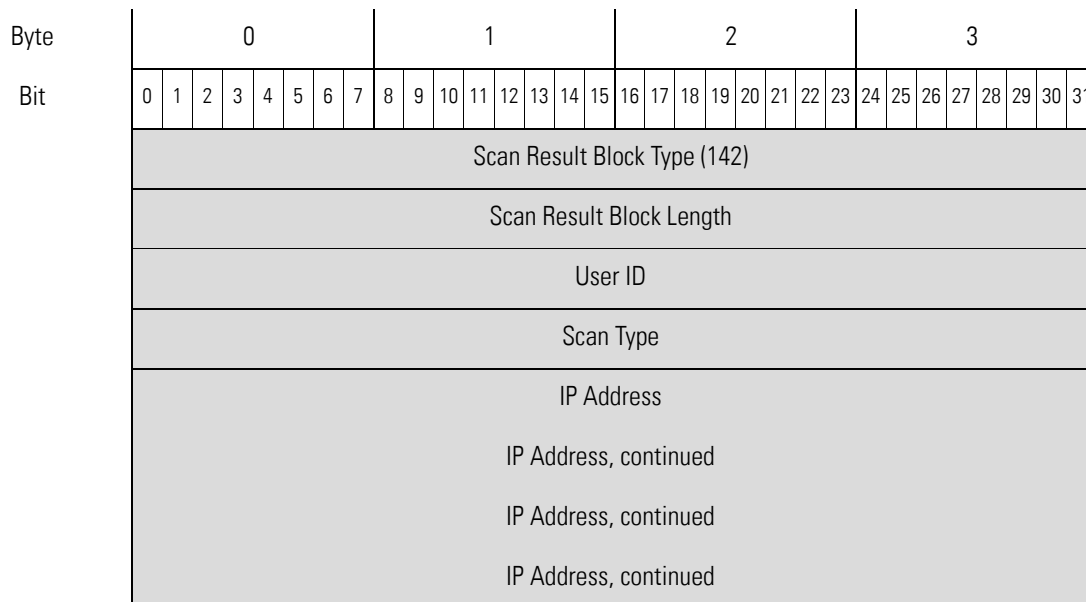 Byte 0 1 2 3
Bit 0 1 2 3 4 5 6 7 8 9 10 11 12 13 14 15 16 17 18 19 20 21 22 23 24 25 26 27 28 29 30 31
Scan Result Block Type (142)
Scan Result Block Length
User ID
Scan Type
IP Address
IP Address, continued
IP Address, continued
IP Address, continued